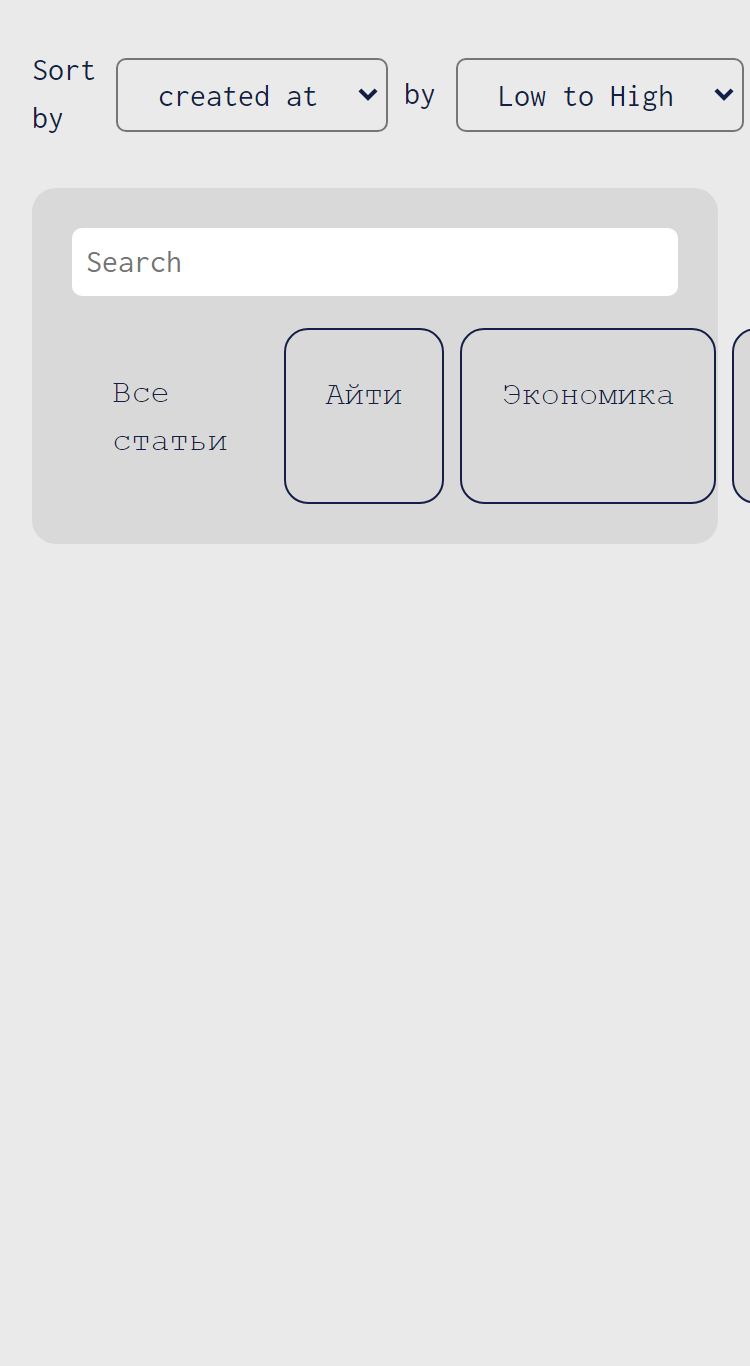 Sort by
created at
by
Low to High
Search
Все
статьи
Айти
Экономика